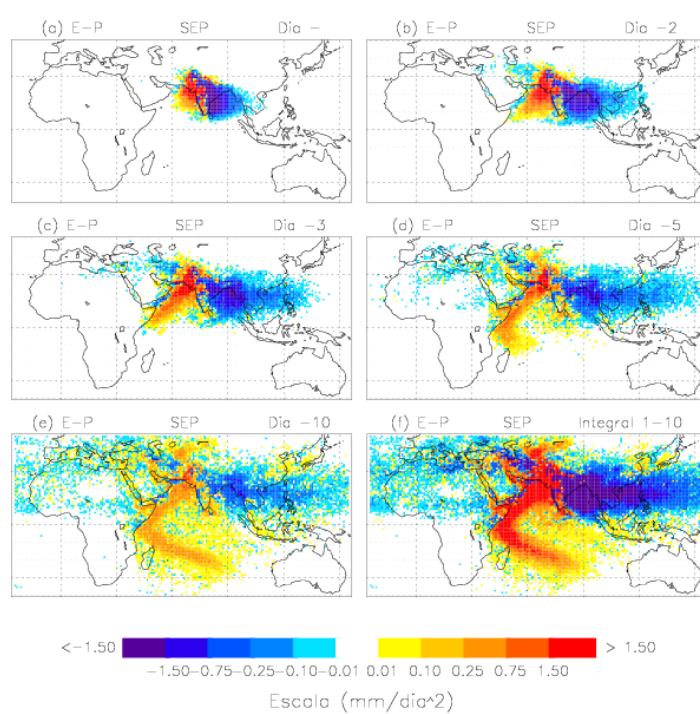 (a) E-P SEP Dia -
(b) E-P SEP Dia -2
(c) E-P SEP Dia -3
(d) E-P SEP Dia -5
(e) E-P SEP Dia -10
(f) E-P SEP Integral 1-10
<-1.50 > 1.50
-1.50 -0.75 -0.25 -0.10 -0.01 0.01 0.10 0.25 0.75 1.50
Escala (mm/dia^2)